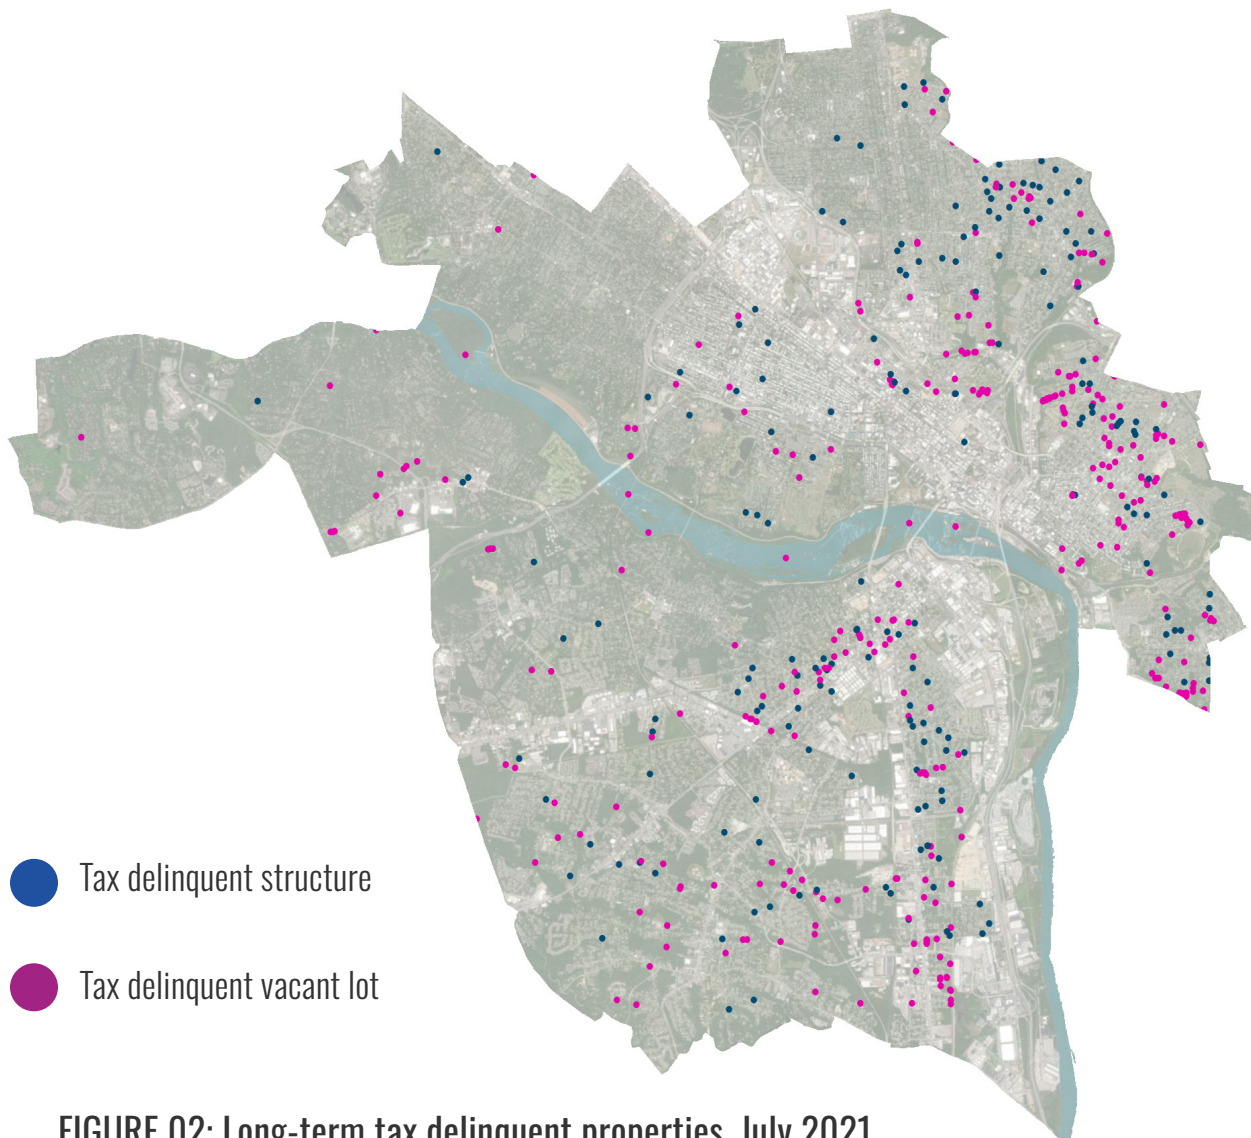 Tax delinquent structure
Tax delinquent vacant lot
FIGURE 02: Long-term tax delinquent properties, July 2021